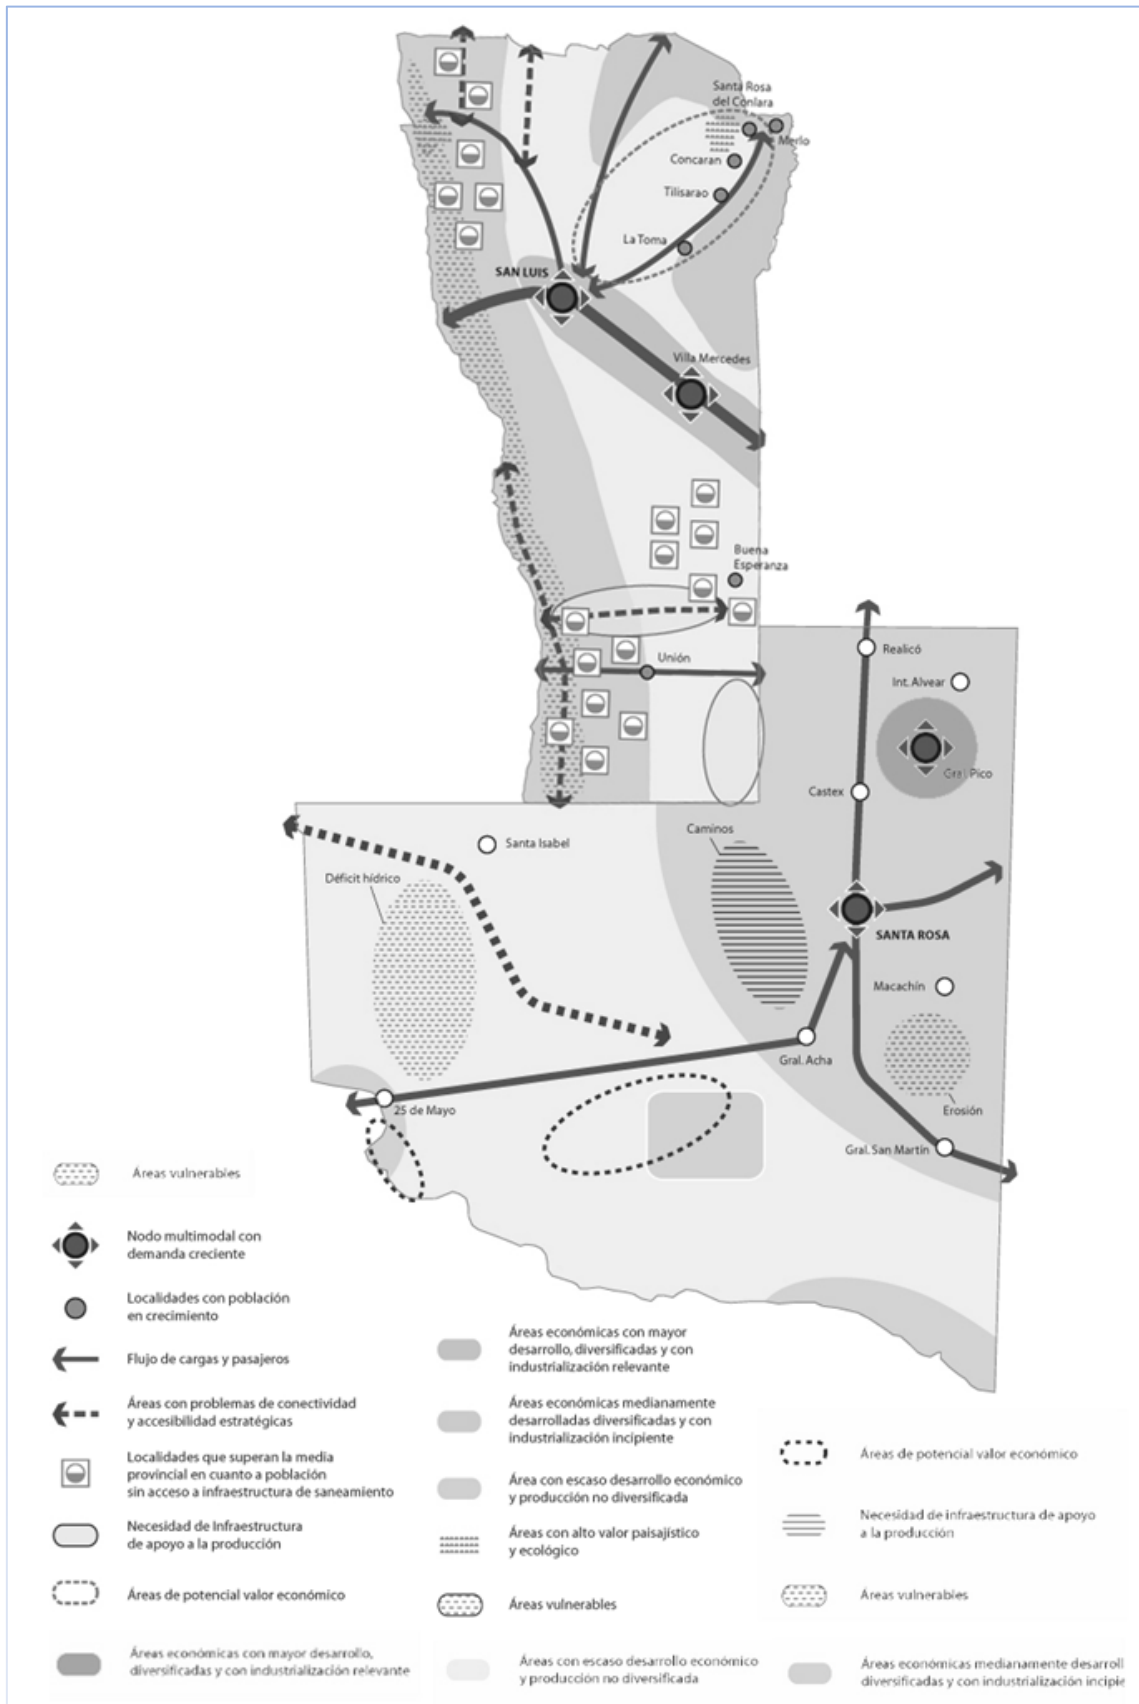 Santa Rosa
del Conlara
Merlo
Concaran
Tilisarao
La Toma
SAN LUIS
Villa Mercedes
Buena
Esperanza
Unión
Realicó
Int. Alvear
Gral. Pico
Castex
Caminos
Santa Isabel
Déficit hídrico
SANTA ROSA
Macachín
Gral. Acha
25 de Mayo
Erosión
Gral. San Martín
Áreas vulnerables
Nodo multimodal con
demanda creciente
Localidades con población
en crecimiento
Flujo de cargas y pasajeros
Áreas con problemas de conectividad
y accesibilidad estratégicas
Localidades que superan la media
provincial en cuanto a población
sin acceso a infraestructura de saneamiento
Necesidad de Infraestructura
de apoyo a la producción
Áreas de potencial valor económico
Áreas económicas con mayor desarrollo,
diversificadas y con industrialización relevante
Áreas económicas con mayor
desarrollo, diversificadas y con
industrialización relevante
Áreas económicas medianamente
desarrolladas diversificadas y con
industrialización incipiente
Área con escaso desarrollo económico
y producción no diversificada
Áreas con alto valor paisajístico
y ecológico
Áreas vulnerables
Áreas con escaso desarrollo económico
y producción no diversificada
Áreas de potencial valor económico
Necesidad de infraestructura de apoyo
a la producción
Áreas vulnerables
Áreas económicas medianamente desarroll
diversificadas y con industrialización incipie